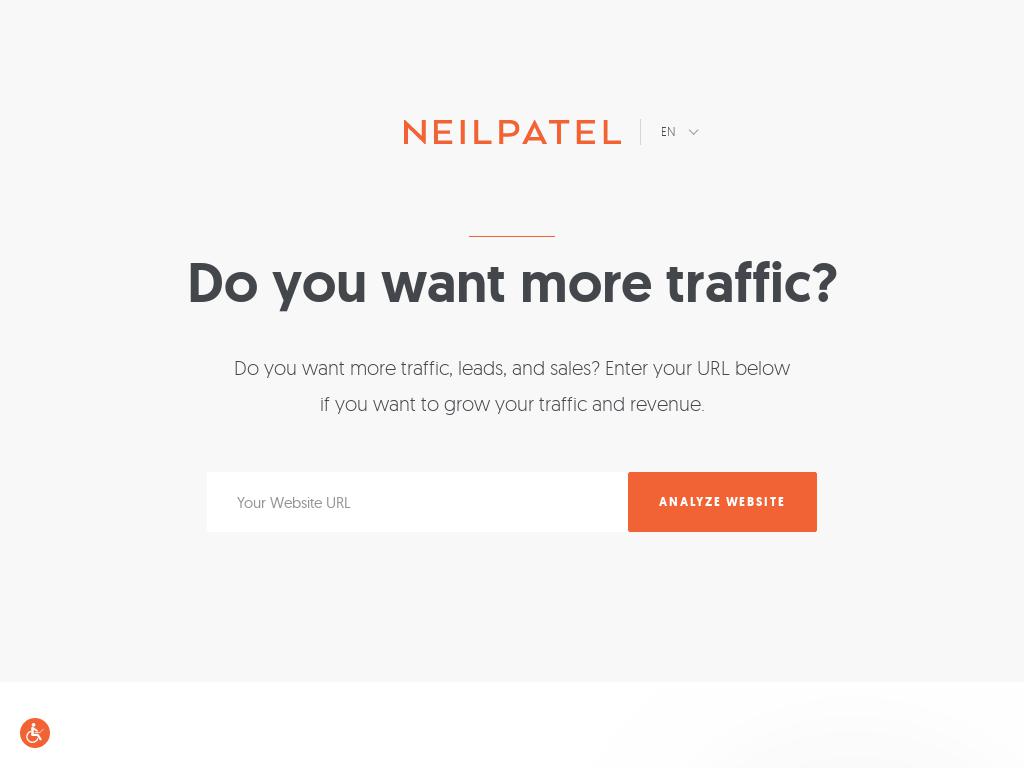 NEILPATEL
EN
Do you want more traffic?
Do you want more traffic, leads, and sales? Enter your URL below
if you want to grow your traffic and revenue.
Your Website URL
ANALYZE WEBSITE